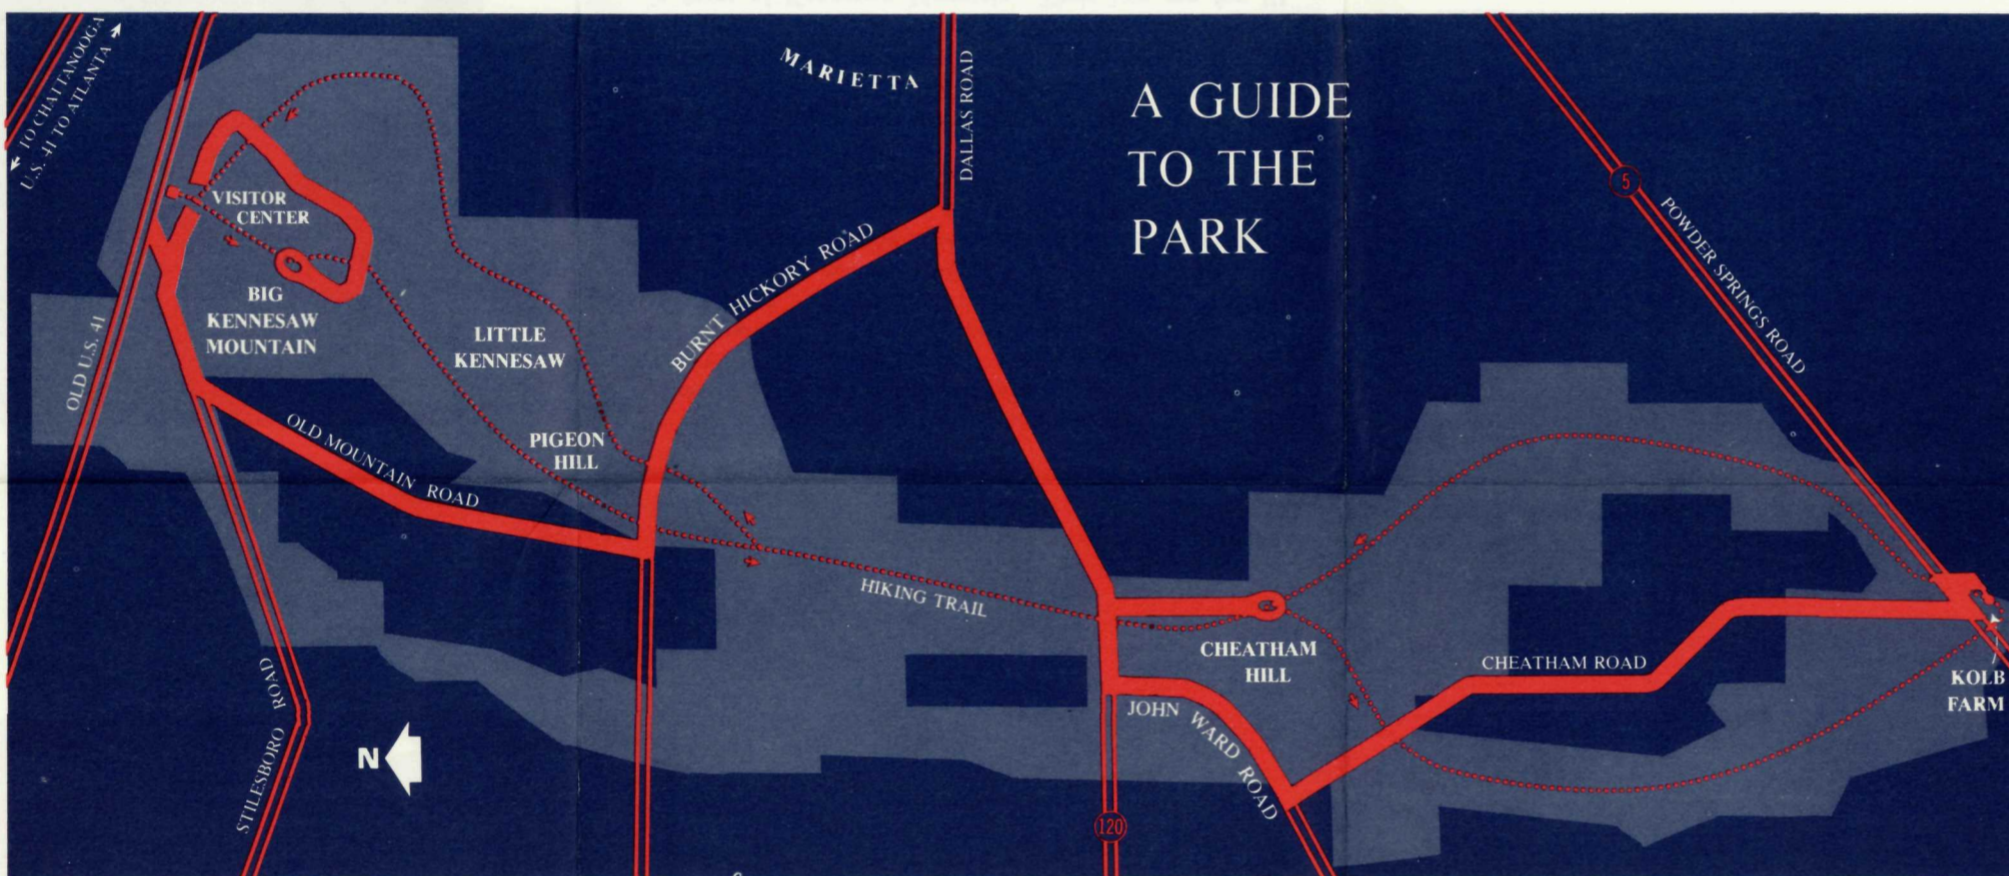 TO CHATTANOOGA
U.S. 41 TO ATLANTA
MARIETTA
DALLAS ROAD
A GUIDE
TO THE
PARK
5
POWDER SPRINGS ROAD
VISITOR
CENTER
BIG
KENNESAW
MOUNTAIN
OLD U.S. 41
LITTLE
KENNESAW
BURNT HICKORY ROAD
PIGEON
HILL
OLD MOUNTAIN ROAD
HIKING TRAIL
CHEATHAM
HILL
CHEATHAM ROAD
KOLB
FARM
JOHN WARD ROAD
STILESBORO ROAD
N
120